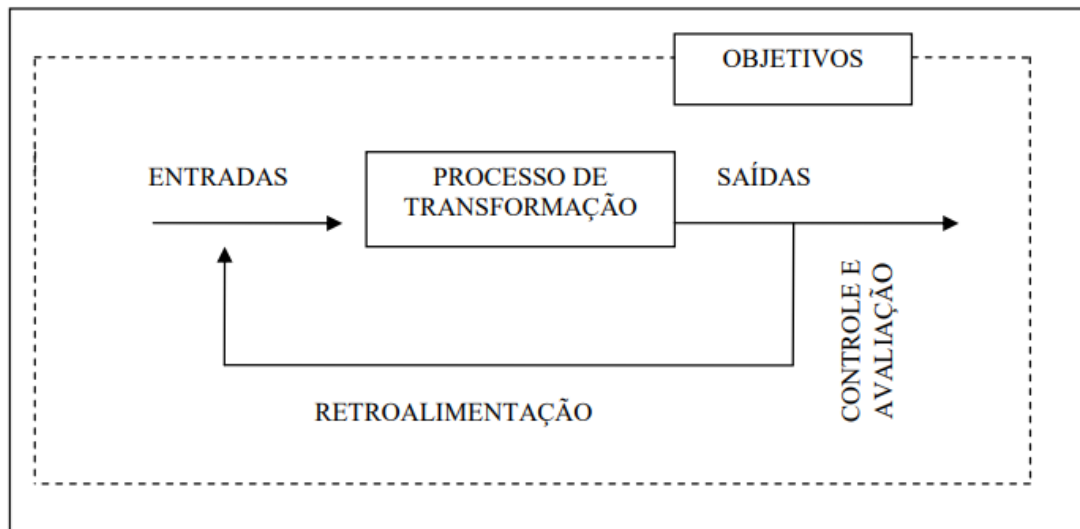 OBJETIVOS
ENTRADAS
PROCESSO DE
TRANSFORMAÇÃO
SAÍDAS
CONTROLE E
AVALIAÇÃO
RETROALIMENTAÇÃO